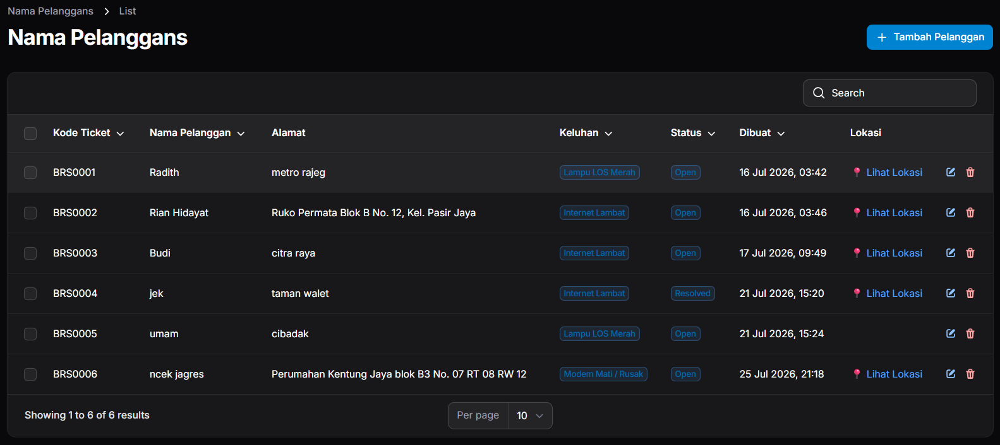 Nama Pelanggans > List
Nama Pelanggans
+ Tambah Pelanggan
Search
Kode Ticket Nama Pelanggan Alamat Keluhan Status Dibuat Lokasi
BRS0001 Radith metro rajeg Lampu LOS Merah Open 16 Jul 2026, 03:42 Lihat Lokasi
BRS0002 Rian Hidayat Ruko Permata Blok B No. 12, Kel. Pasir Jaya Internet Lambat Open 16 Jul 2026, 03:46 Lihat Lokasi
BRS0003 Budi citra raya Internet Lambat Open 17 Jul 2026, 09:49 Lihat Lokasi
BRS0004 jek taman walet Internet Lambat Resolved 21 Jul 2026, 15:20 Lihat Lokasi
BRS0005 umam cibadak Lampu LOS Merah Open 21 Jul 2026, 15:24
BRS0006 ncek jagres Perumahan Kentung Jaya blok B3 No. 07 RT 08 RW 12 Modem Mati / Rusak Open 25 Jul 2026, 21:18 Lihat Lokasi
Showing 1 to 6 of 6 results Per page 10